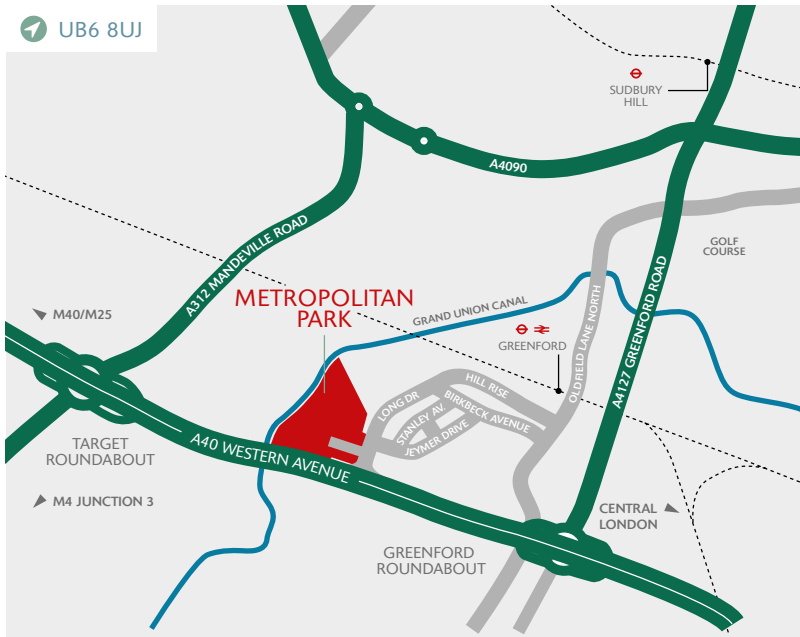 UB6 8UJ
SUDBURY
HILL
A4090
A312 MANDEVILLE ROAD
GOLF
COURSE
METROPOLITAN
PARK
M40/M25
GRAND UNION CANAL
GREENFORD
OLDFIELD LANE NORTH
A4127 GREENFORD ROAD
HILL RISE
LONG DR
STANLEY AV.
BIRKBECK AVENUE
JEYMER DRIVE
TARGET
ROUNDABOUT
A40 WESTERN AVENUE
M4 JUNCTION 3
CENTRAL
LONDON
GREENFORD
ROUNDABOUT